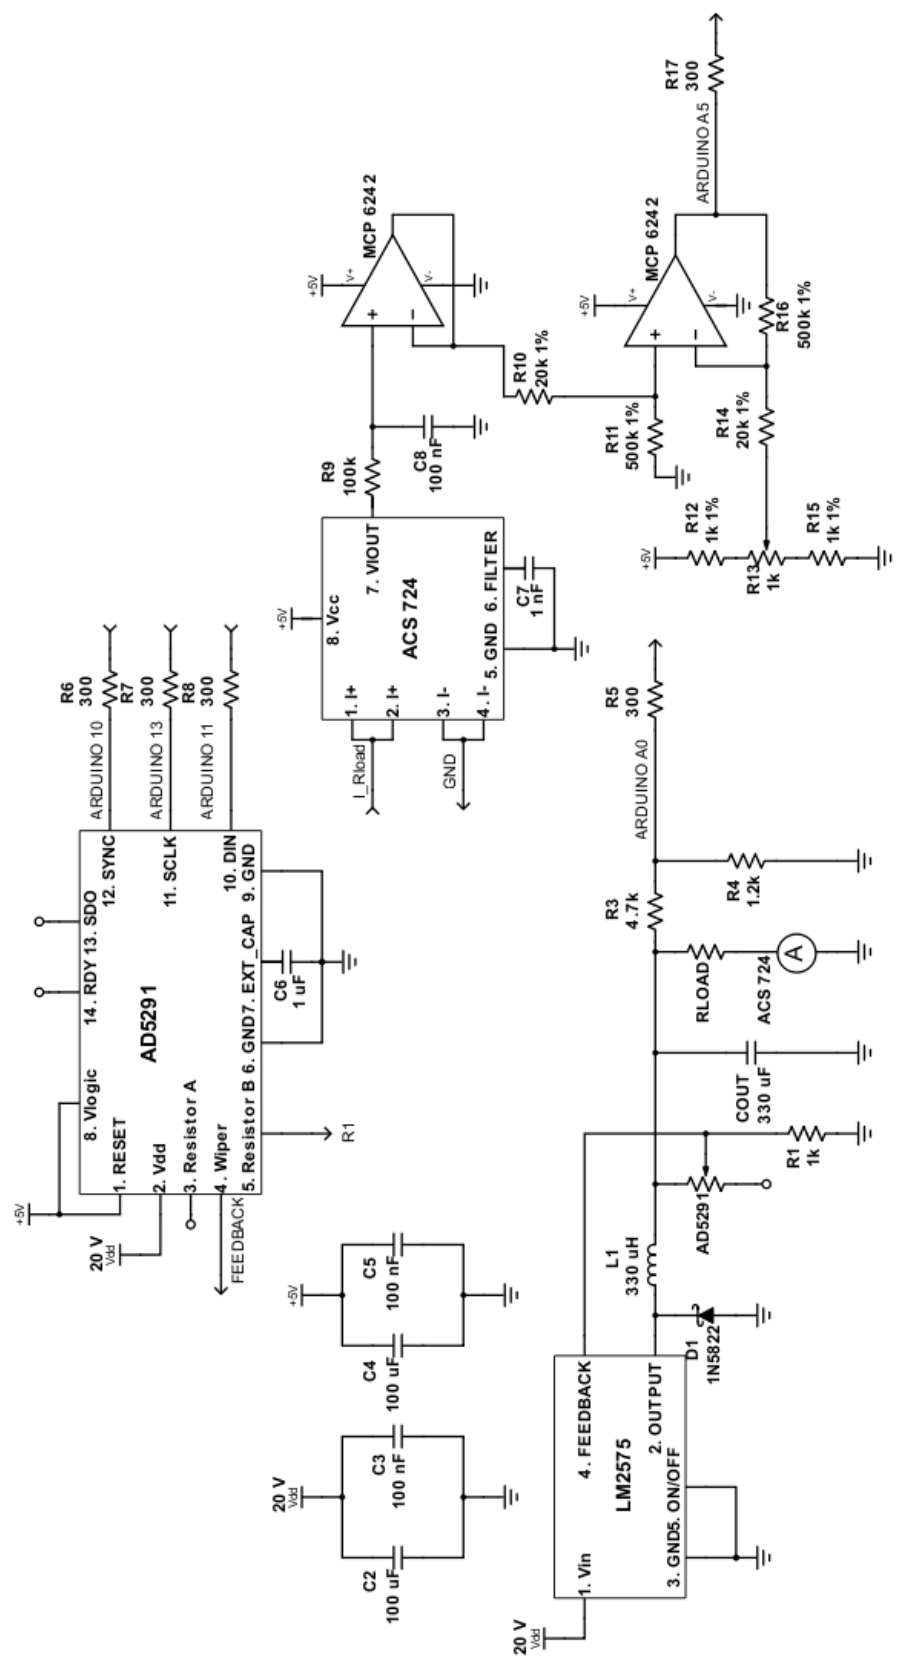 +5V
20 V
Vdd
8. Vlogic
14. RDY
13. SDO
1. RESET
2. Vdd
3. Resistor A
4. Wiper
5. Resistor B
6. GND
7. EXT_CAP
9. GND
AD5291
12. SYNC
11. SCLK
10. DIN
FEEDBACK
R1
C6
1 uF
ARDUINO 10
R6
300
ARDUINO 13
R7
300
ARDUINO 11
R8
300
20 V
Vdd
C2
100 uF
C3
100 nF
+5V
C4
100 uF
C5
100 nF
I_Rload
GND
1. I+
2. I+
3. I-
4. I-
+5V
8. Vcc
7. VIOUT
ACS 724
5. GND
6. FILTER
C7
1 nF
R9
100k
C8
100 nF
+5V
V+
+
-
V-
MCP 6242
R10
20k 1%
R11
500k 1%
+5V
V+
+
-
V-
MCP 6242
R12
1k 1%
+5V
R13
1k
R15
1k 1%
R14
20k 1%
R16
500k 1%
ARDUINO A5
R17
300
20 V
Vdd
1. Vin
4. FEEDBACK
LM2575
2. OUTPUT
3. GND
5. ON/OFF
D1
1N5822
L1
330 uH
AD5291
R1
1k
COUT
330 uF
RLOAD
A
ACS 724
R3
4.7k
R4
1.2k
ARDUINO A0
R5
300